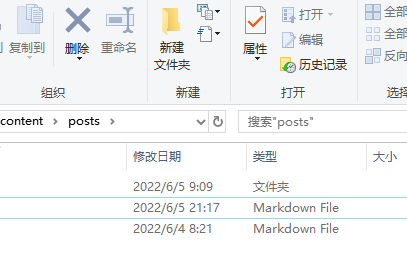 复制到 删除 重命名 新建 文件夹 属性 打开 编辑 历史记录 全部 全部 反向
组织 新建 打开 选择
content posts 搜索"posts"
修改日期 类型 大小
2022/6/5 9:09 文件夹
2022/6/5 21:17 Markdown File
2022/6/4 8:21 Markdown File